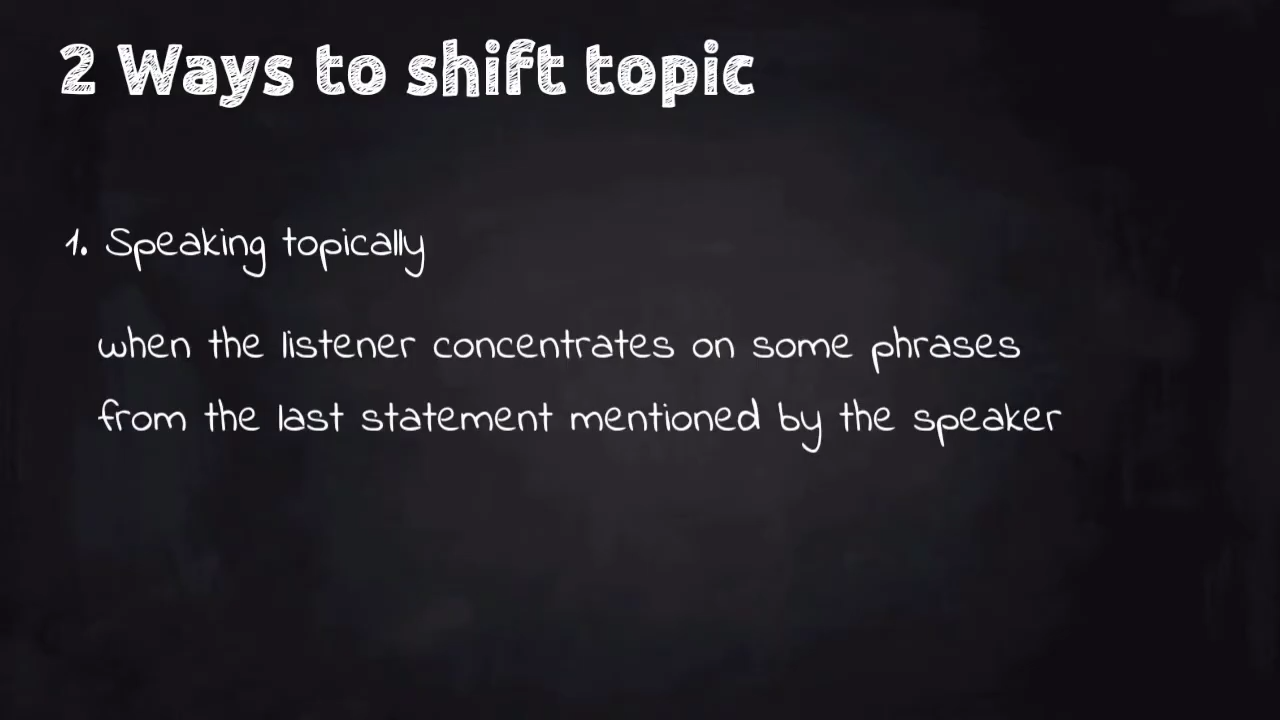 2 Ways to shift topic
1. Speaking topically
when the listener concentrates on some phrases
from the last statement mentioned by the speaker